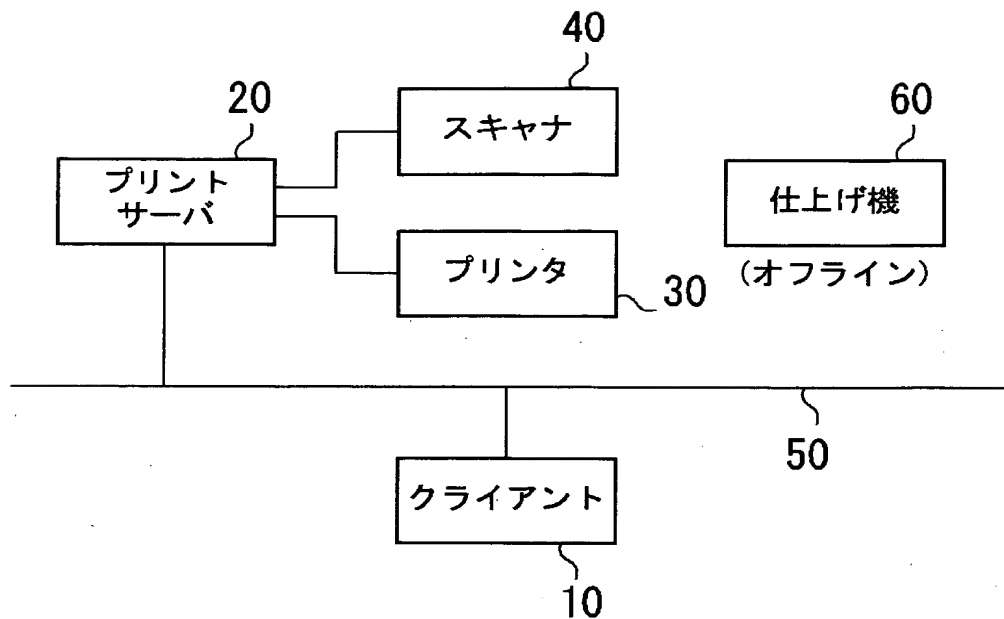 40
スキャナ
20
プリント
サーバ
60
仕上げ機
(オフライン)
プリンタ
30
50
クライアント
10